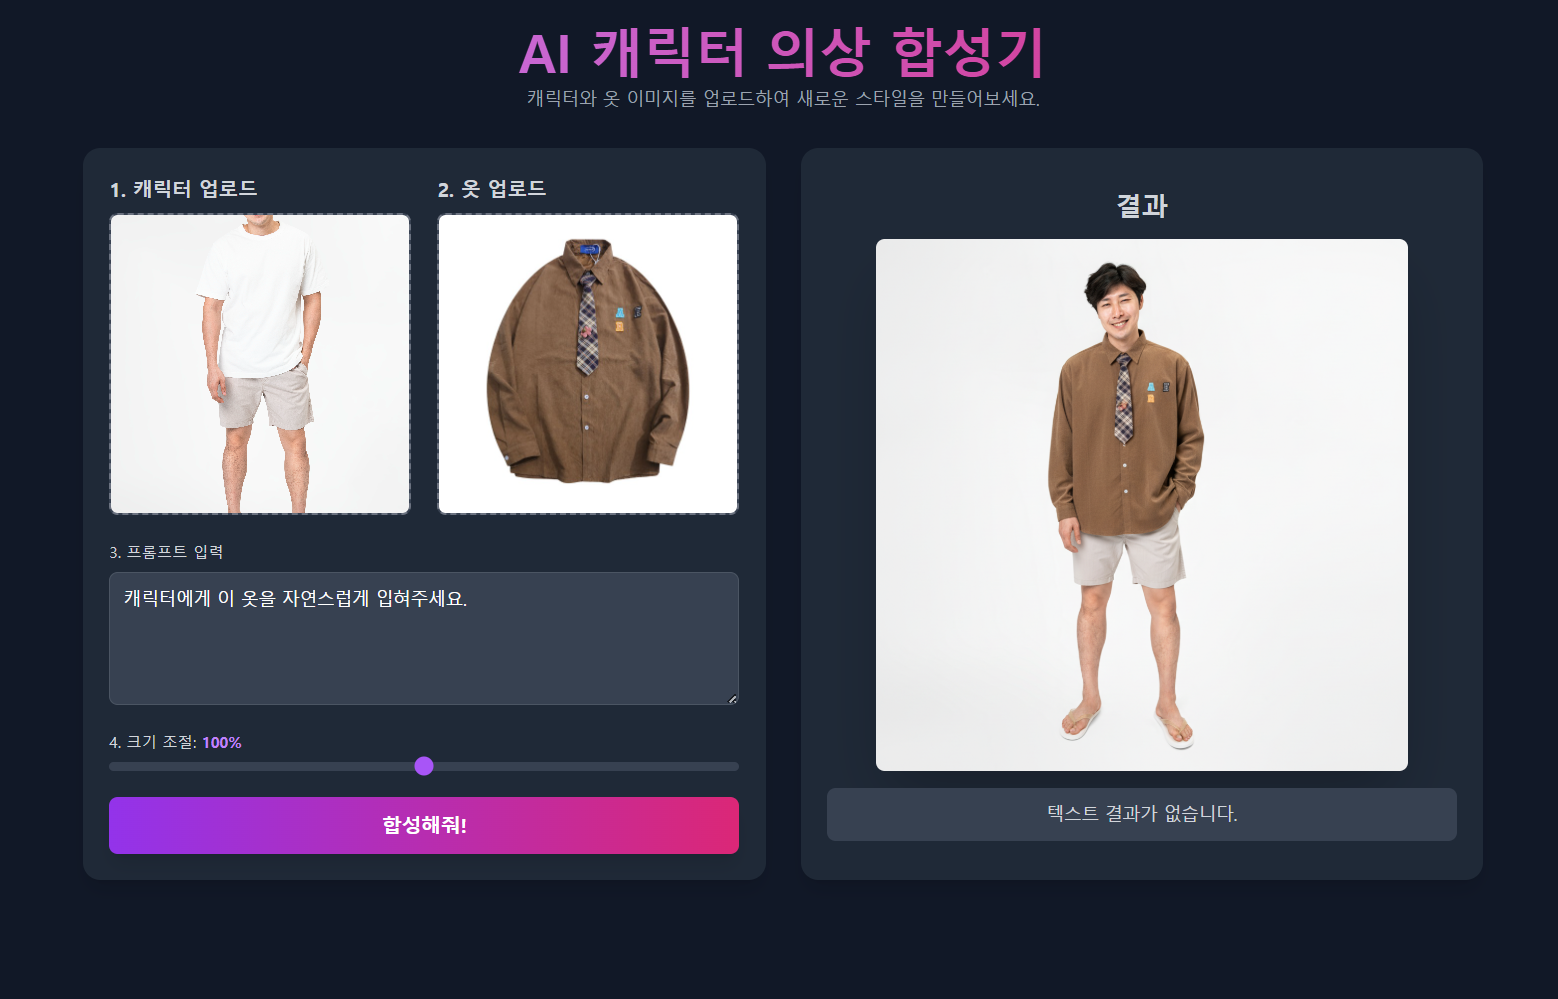 AI 캐릭터 의상 합성기
캐릭터와 옷 이미지를 업로드하여 새로운 스타일을 만들어보세요.
1. 캐릭터 업로드
2. 옷 업로드
3. 프롬프트 입력
캐릭터에게 이 옷을 자연스럽게 입혀주세요.
4. 크기 조절: 100%
합성해줘!
결과
텍스트 결과가 없습니다.